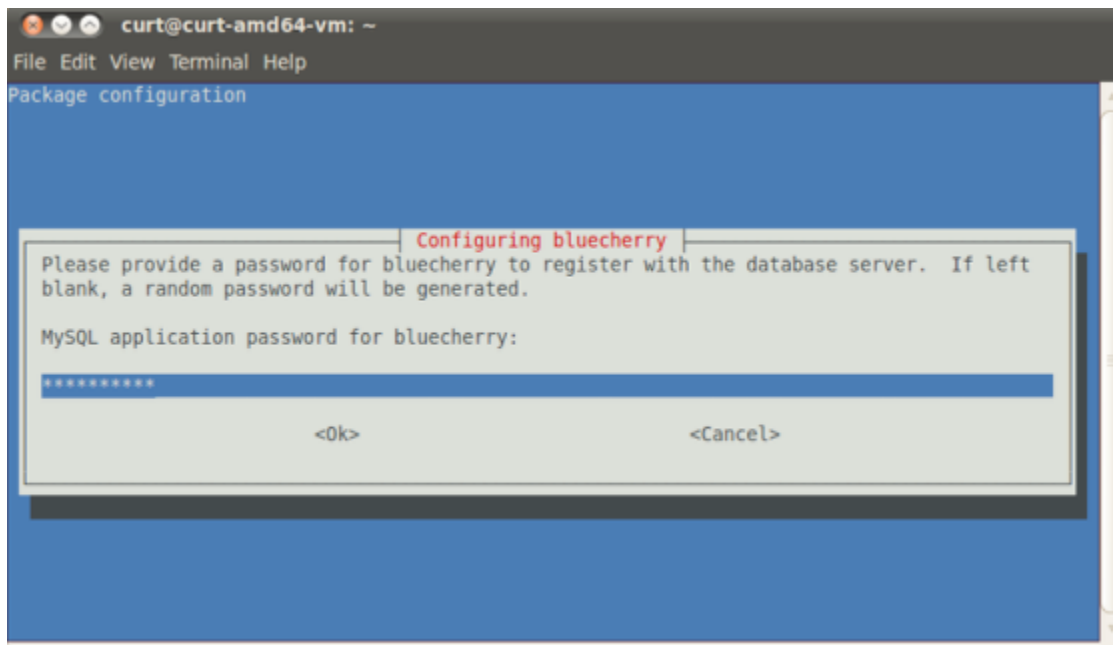 curt@curt-amd64-vm: ~
File Edit View Terminal Help
Package configuration
Configuring bluecherry
Please provide a password for bluecherry to register with the database server.  If left
blank, a random password will be generated.
MySQL application password for bluecherry:
**********
<Ok> <Cancel>